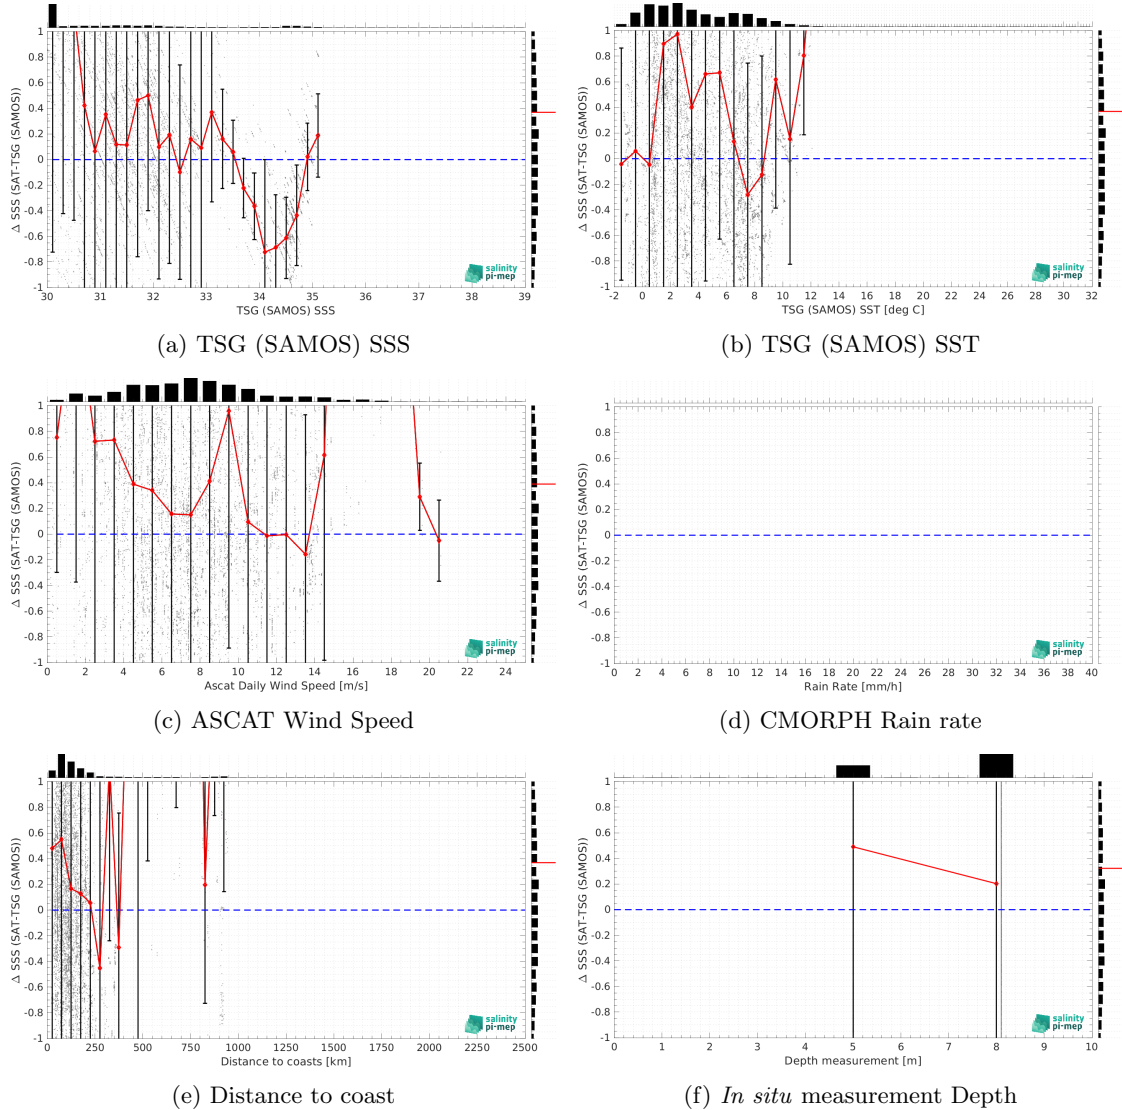 1
0.8
0.6
0.4
0.2
0
-0.2
-0.4
-0.6
-0.8
-1
Δ SSS (SAT-TSG (SAMOS))
30 31 32 33 34 35 36 37 38 39
TSG (SAMOS) SSS
salinity
pi-mep
(a) TSG (SAMOS) SSS
1
0.8
0.6
0.4
0.2
0
-0.2
-0.4
-0.6
-0.8
-1
Δ SSS (SAT-TSG (SAMOS))
-2 0 2 4 6 8 10 12 14 16 18 20 22 24 26 28 30 32
TSG (SAMOS) SST [deg C]
salinity
pi-mep
(b) TSG (SAMOS) SST
1
0.8
0.6
0.4
0.2
0
-0.2
-0.4
-0.6
-0.8
-1
Δ SSS (SAT-TSG (SAMOS))
0 2 4 6 8 10 12 14 16 18 20 22 24
Ascat Daily Wind Speed [m/s]
salinity
pi-mep
(c) ASCAT Wind Speed
1
0.8
0.6
0.4
0.2
0
-0.2
-0.4
-0.6
-0.8
-1
Δ SSS (SAT-TSG (SAMOS))
0 2 4 6 8 10 12 14 16 18 20 22 24 26 28 30 32 34 36 38 40
Rain Rate [mm/h]
salinity
pi-mep
(d) CMORPH Rain rate
1
0.8
0.6
0.4
0.2
0
-0.2
-0.4
-0.6
-0.8
-1
Δ SSS (SAT-TSG (SAMOS))
0 250 500 750 1000 1250 1500 1750 2000 2250 2500
Distance to coasts [km]
salinity
pi-mep
(e) Distance to coast
1
0.8
0.6
0.4
0.2
0
-0.2
-0.4
-0.6
-0.8
-1
Δ SSS (SAT-TSG (SAMOS))
0 1 2 3 4 5 6 7 8 9 10
Depth measurement [m]
salinity
pi-mep
(f) In situ measurement Depth